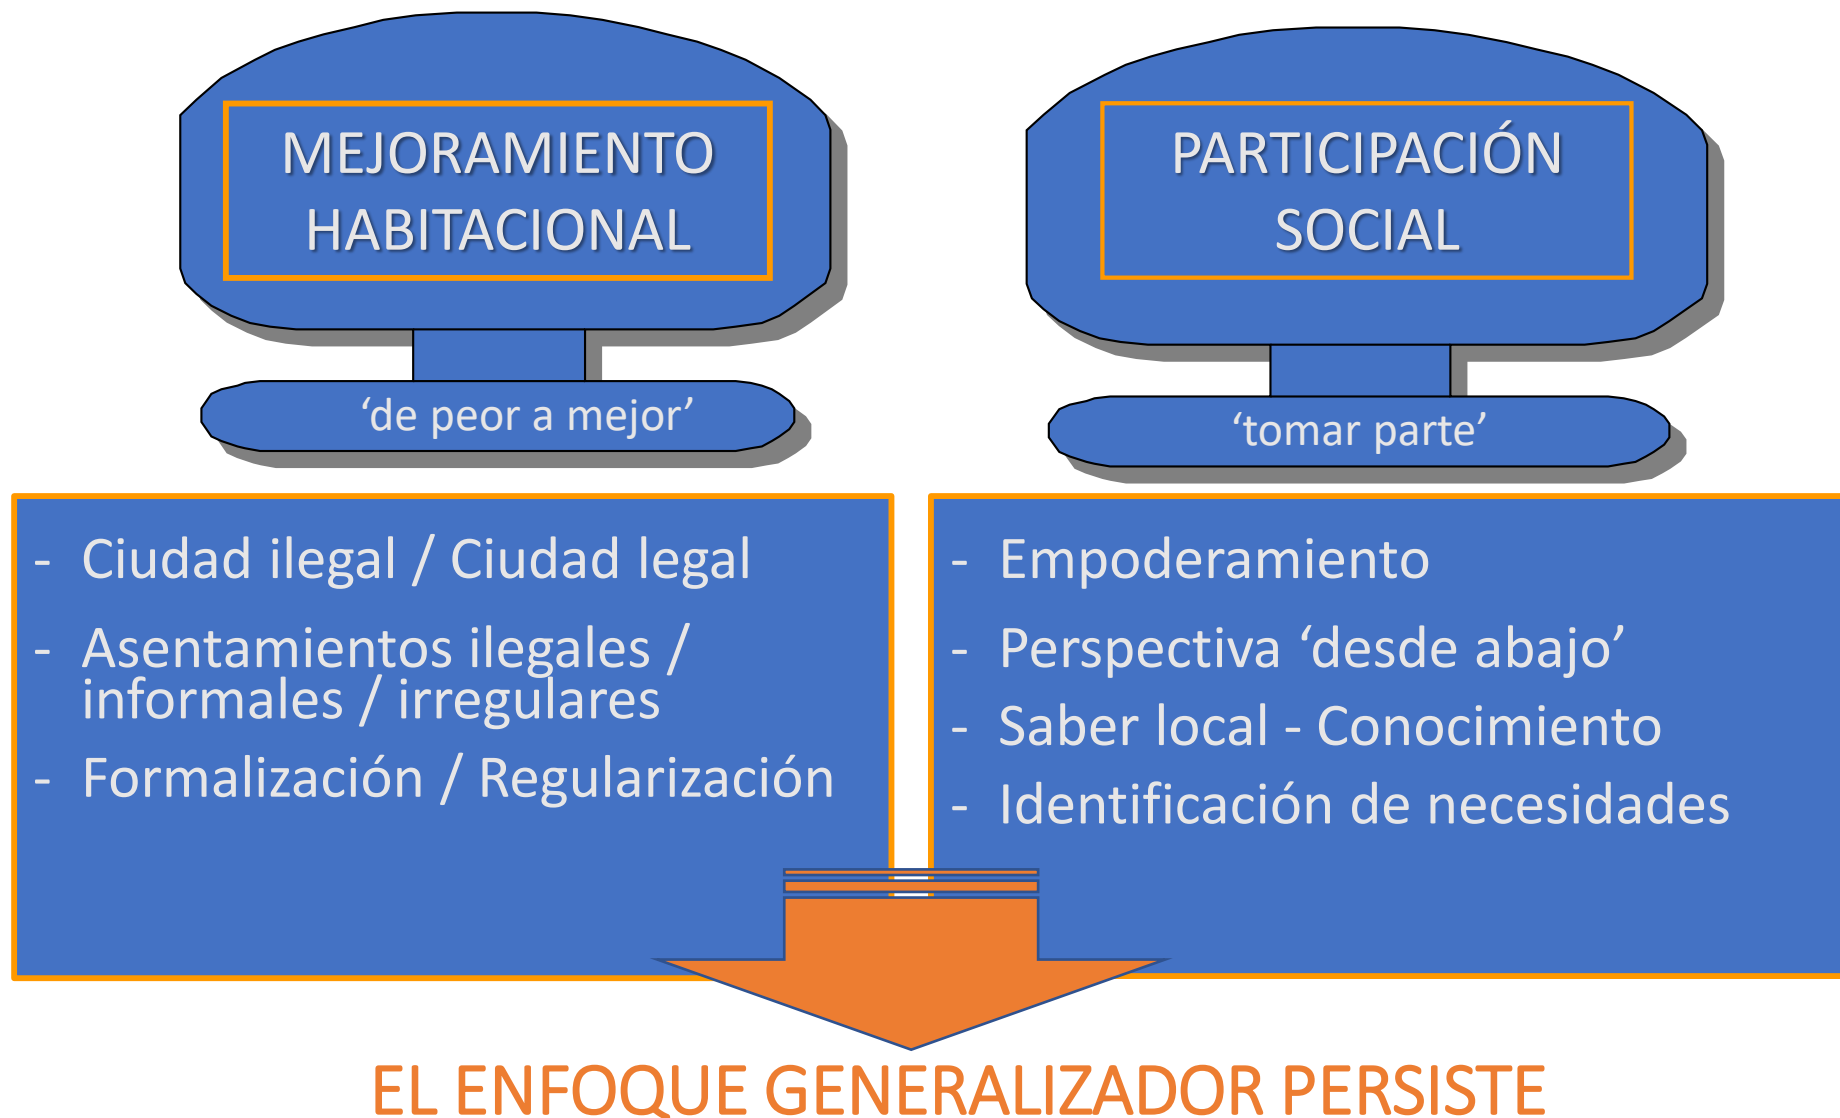 MEJORAMIENTO
HABITACIONAL
‘de peor a mejor’
- Ciudad ilegal / Ciudad legal
- Asentamientos ilegales /
informales / irregulares
- Formalización / Regularización
PARTICIPACIÓN
SOCIAL
‘tomar parte’
- Empoderamiento
- Perspectiva ‘desde abajo’
- Saber local - Conocimiento
- Identificación de necesidades
EL ENFOQUE GENERALIZADOR PERSISTE